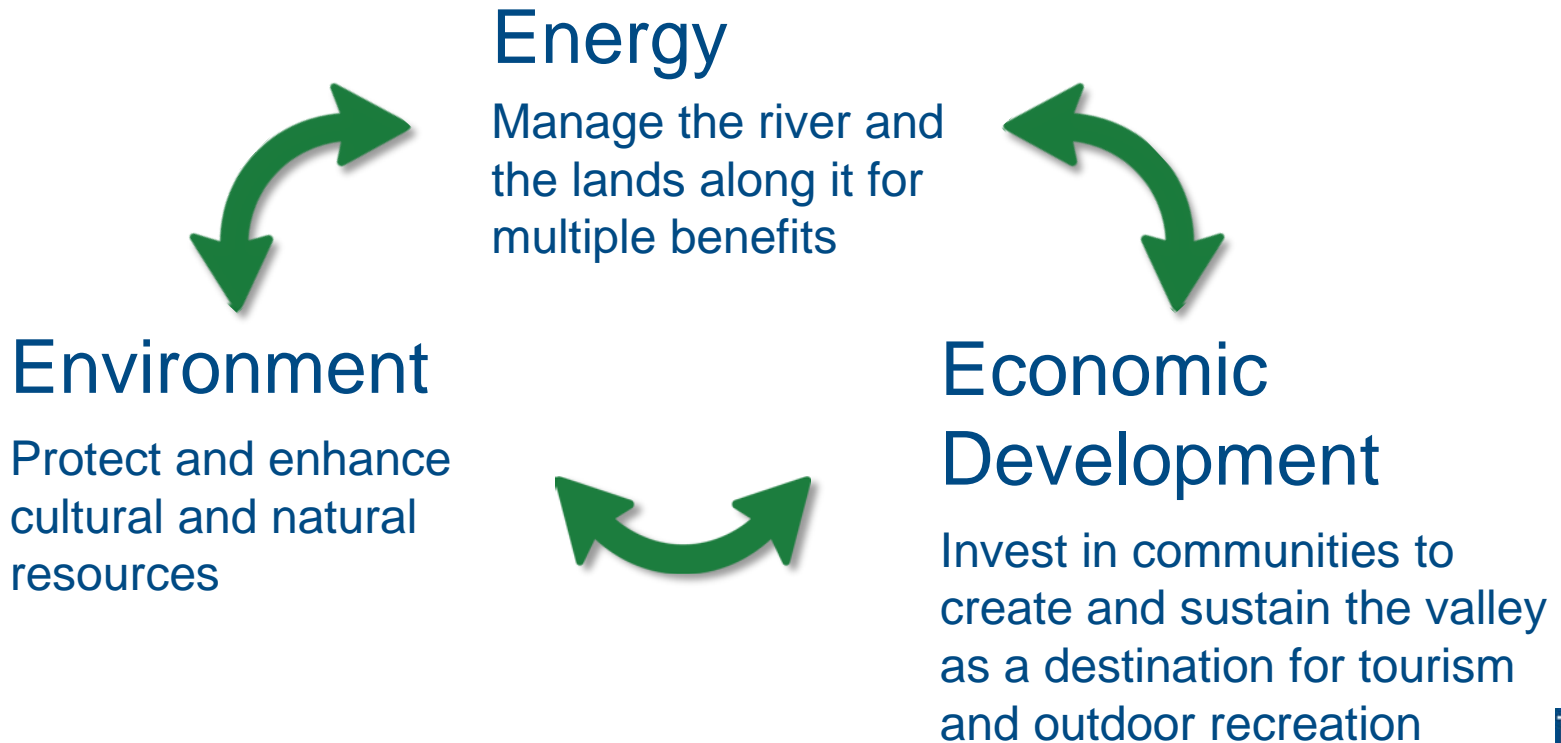 Energy
Manage the river and
the lands along it for
multiple benefits
Environment
Protect and enhance
cultural and natural
resources
Economic
Development
Invest in communities to
create and sustain the valley
as a destination for tourism
and outdoor recreation